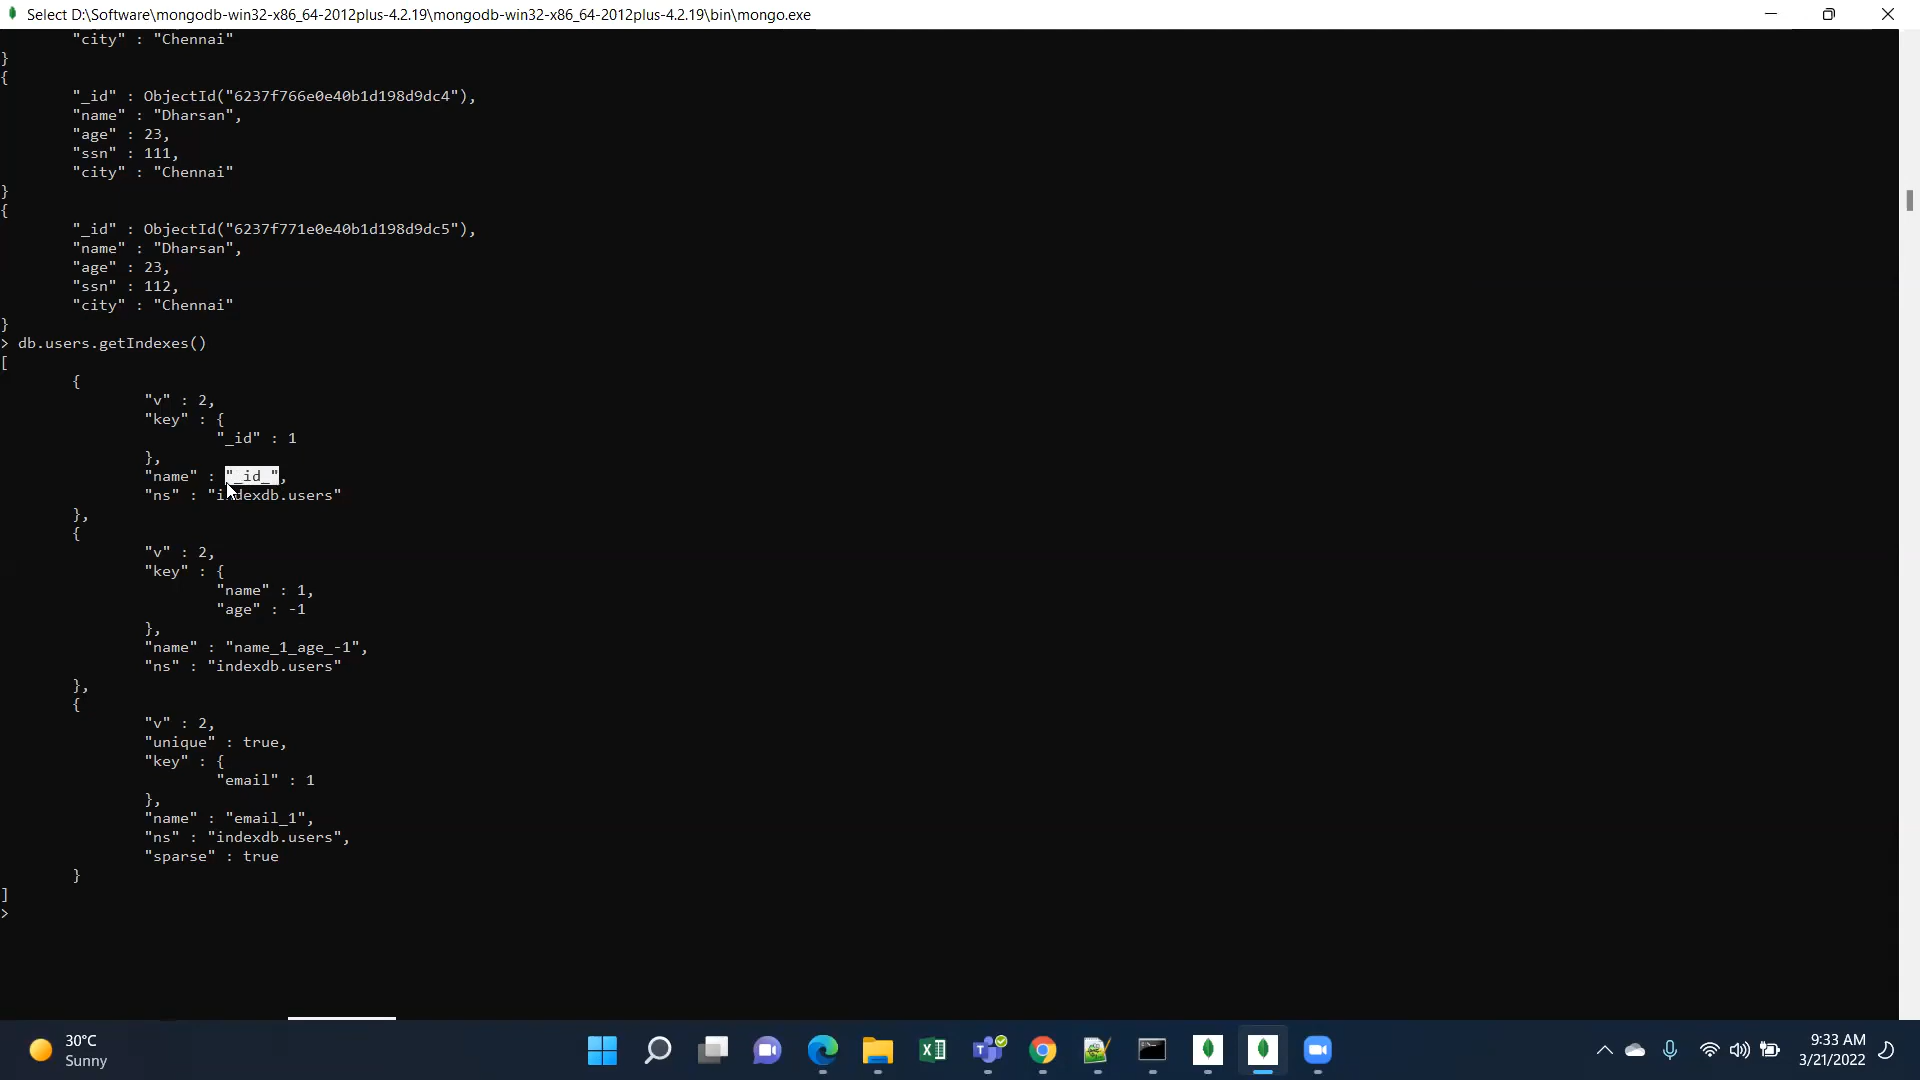 Select D:\Software\mongodb-win32-x86_64-2012plus-4.2.19\mongodb-win32-x86_64-2012plus-4.2.19\bin\mongo.exe
"city" : "Chennai"
}
{
"_id" : ObjectId("6237f766e0e40b1d198d9dc4"),
"name" : "Dharsan",
"age" : 23,
"ssn" : 111,
"city" : "Chennai"
}
{
"_id" : ObjectId("6237f771e0e40b1d198d9dc5"),
"name" : "Dharsan",
"age" : 23,
"ssn" : 112,
"city" : "Chennai"
}
> db.users.getIndexes()
[
{
"v" : 2,
"key" : {
"_id" : 1
},
"name" : "_id_",
"ns" : "indexdb.users"
},
{
"v" : 2,
"key" : {
"name" : 1,
"age" : -1
},
"name" : "name_1_age_-1",
"ns" : "indexdb.users"
},
{
"v" : 2,
"unique" : true,
"key" : {
"email" : 1
},
"name" : "email_1",
"ns" : "indexdb.users",
"sparse" : true
}
]
>
30°C
Sunny
9:33 AM
3/21/2022